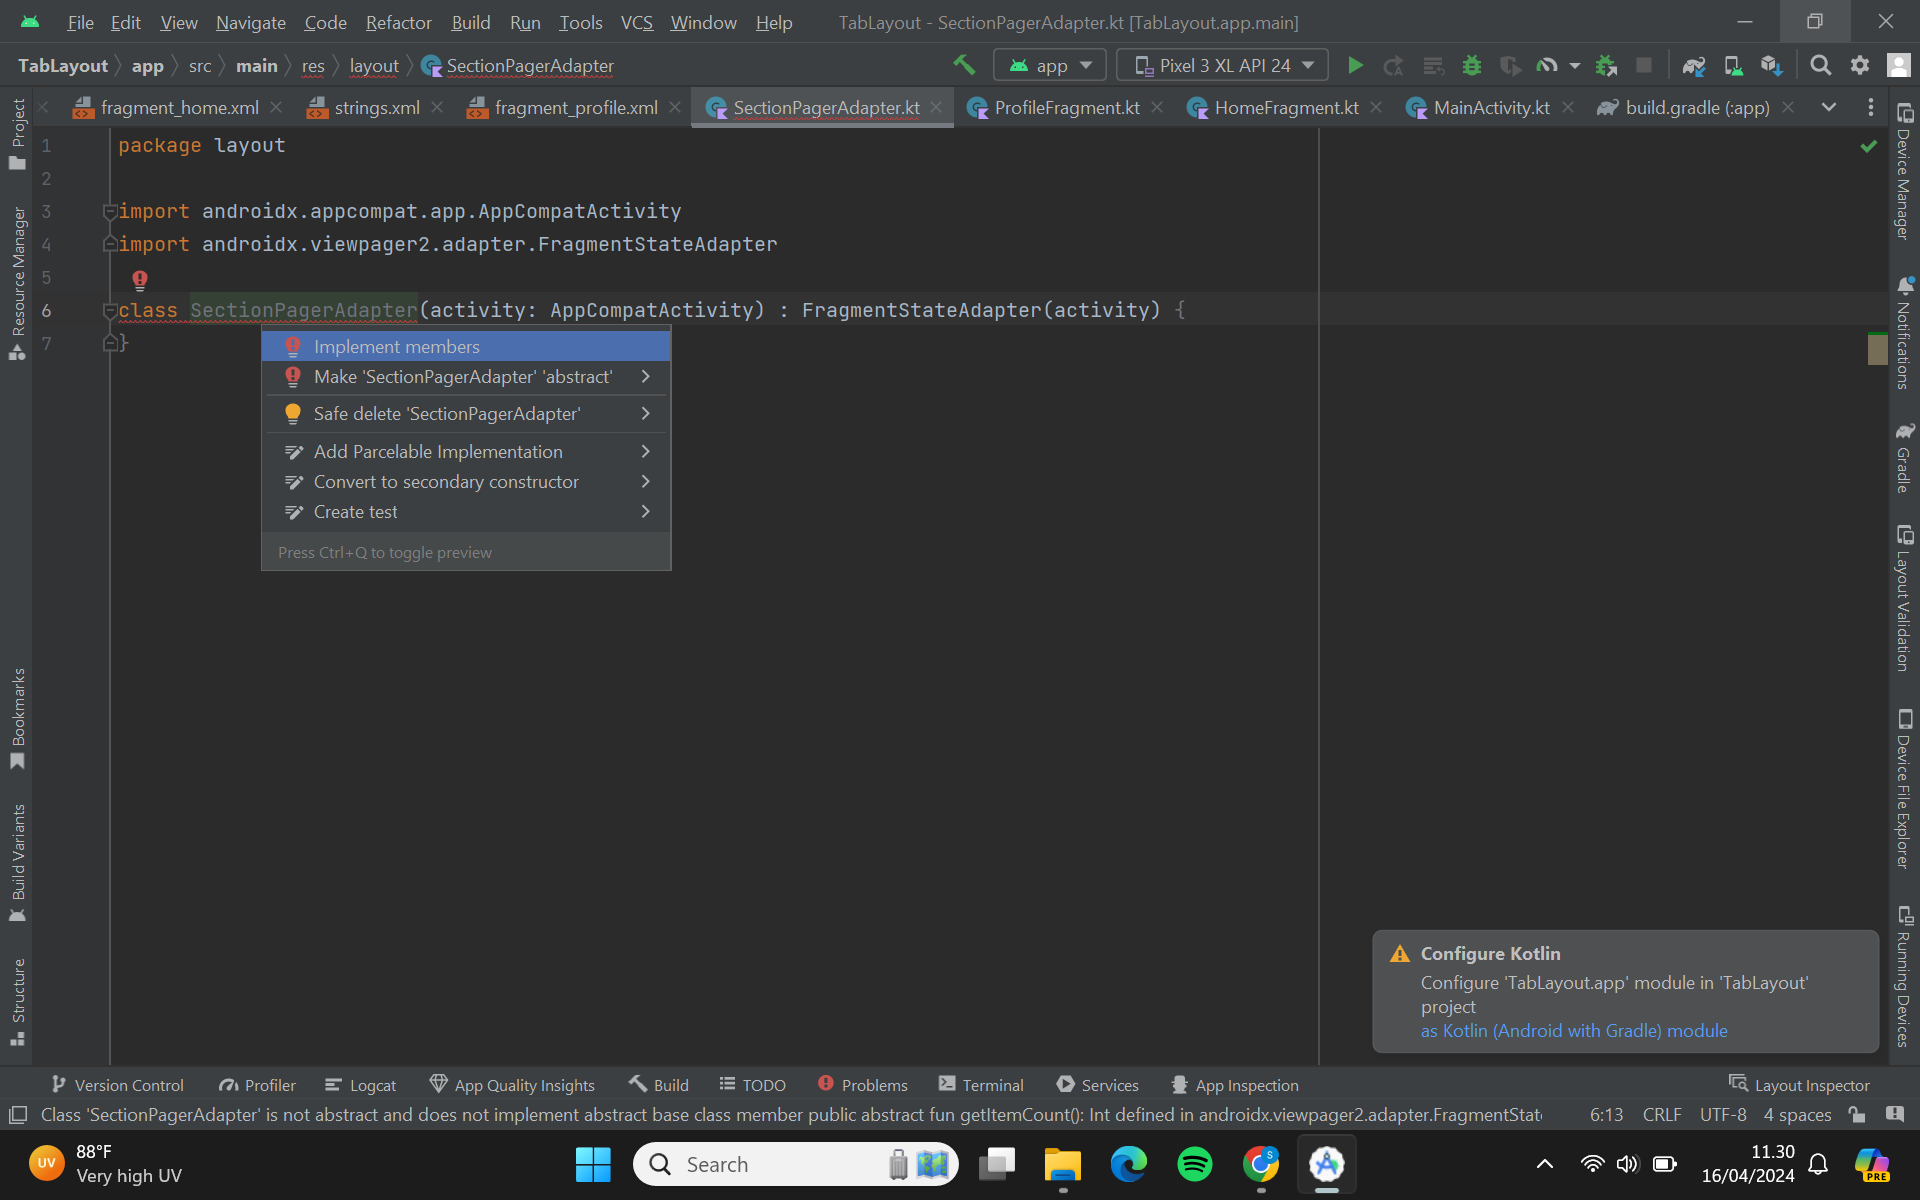 File Edit View Navigate Code Refactor Build Run Tools VCS Window Help TabLayout - SectionPagerAdapter.kt [TabLayout.app.main]
TabLayout app src main res layout SectionPagerAdapter app Pixel 3 XL API 24
fragment_home.xml strings.xml fragment_profile.xml SectionPagerAdapter.kt ProfileFragment.kt HomeFragment.kt MainActivity.kt build.gradle (:app)
Project
Resource Manager
Bookmarks
Build Variants
Structure
1 package layout
2
3 import androidx.appcompat.app.AppCompatActivity
4 import androidx.viewpager2.adapter.FragmentStateAdapter
5
6 class SectionPagerAdapter(activity: AppCompatActivity) : FragmentStateAdapter(activity) {
7 }
Implement members
Make 'SectionPagerAdapter' 'abstract'
Safe delete 'SectionPagerAdapter'
Add Parcelable Implementation
Convert to secondary constructor
Create test
Press Ctrl+Q to toggle preview
Device Manager
Notifications
Gradle
Layout Validation
Device File Explorer
Running Devices
Configure Kotlin
Configure 'TabLayout.app' module in 'TabLayout'
project
as Kotlin (Android with Gradle) module
Version Control Profiler Logcat App Quality Insights Build TODO Problems Terminal Services App Inspection Layout Inspector
Class 'SectionPagerAdapter' is not abstract and does not implement abstract base class member public abstract fun getItemCount(): Int defined in androidx.viewpager2.adapter.FragmentState 6:13 CRLF UTF-8 4 spaces
UV
88°F
Very high UV
Search
S
11.30
16/04/2024
PRE